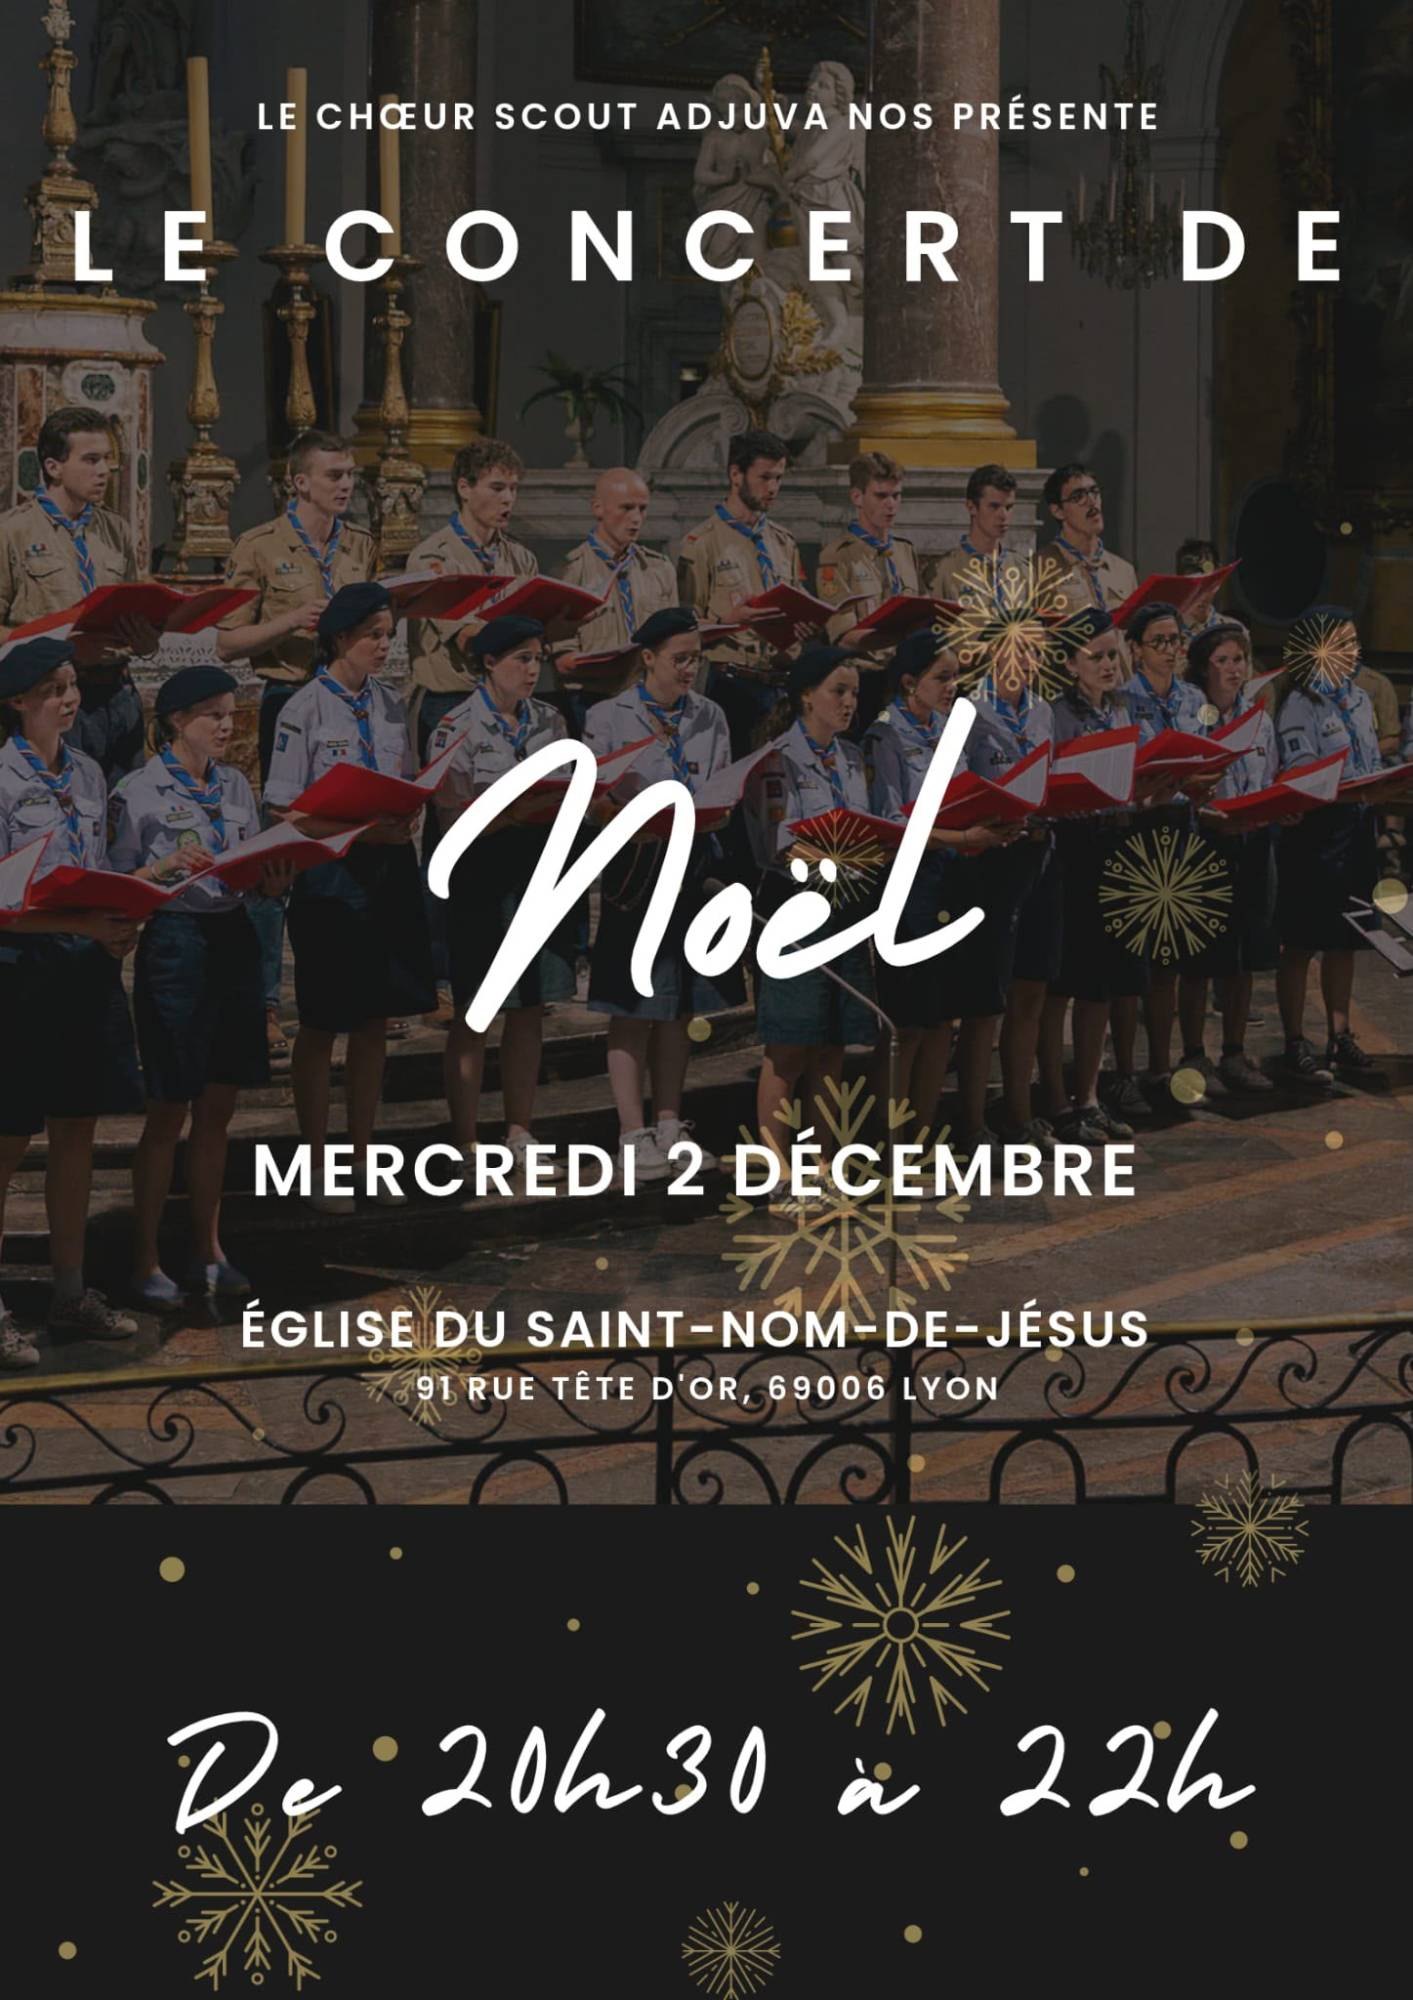 LE CHŒUR SCOUT ADJUVA NOS PRÉSENTE
LE CONCERT DE
Noël
MERCREDI 2 DÉCEMBRE
ÉGLISE DU SAINT-NOM-DE-JÉSUS
91 RUE TÊTE D'OR, 69006 LYON
De 20h30 à 22h